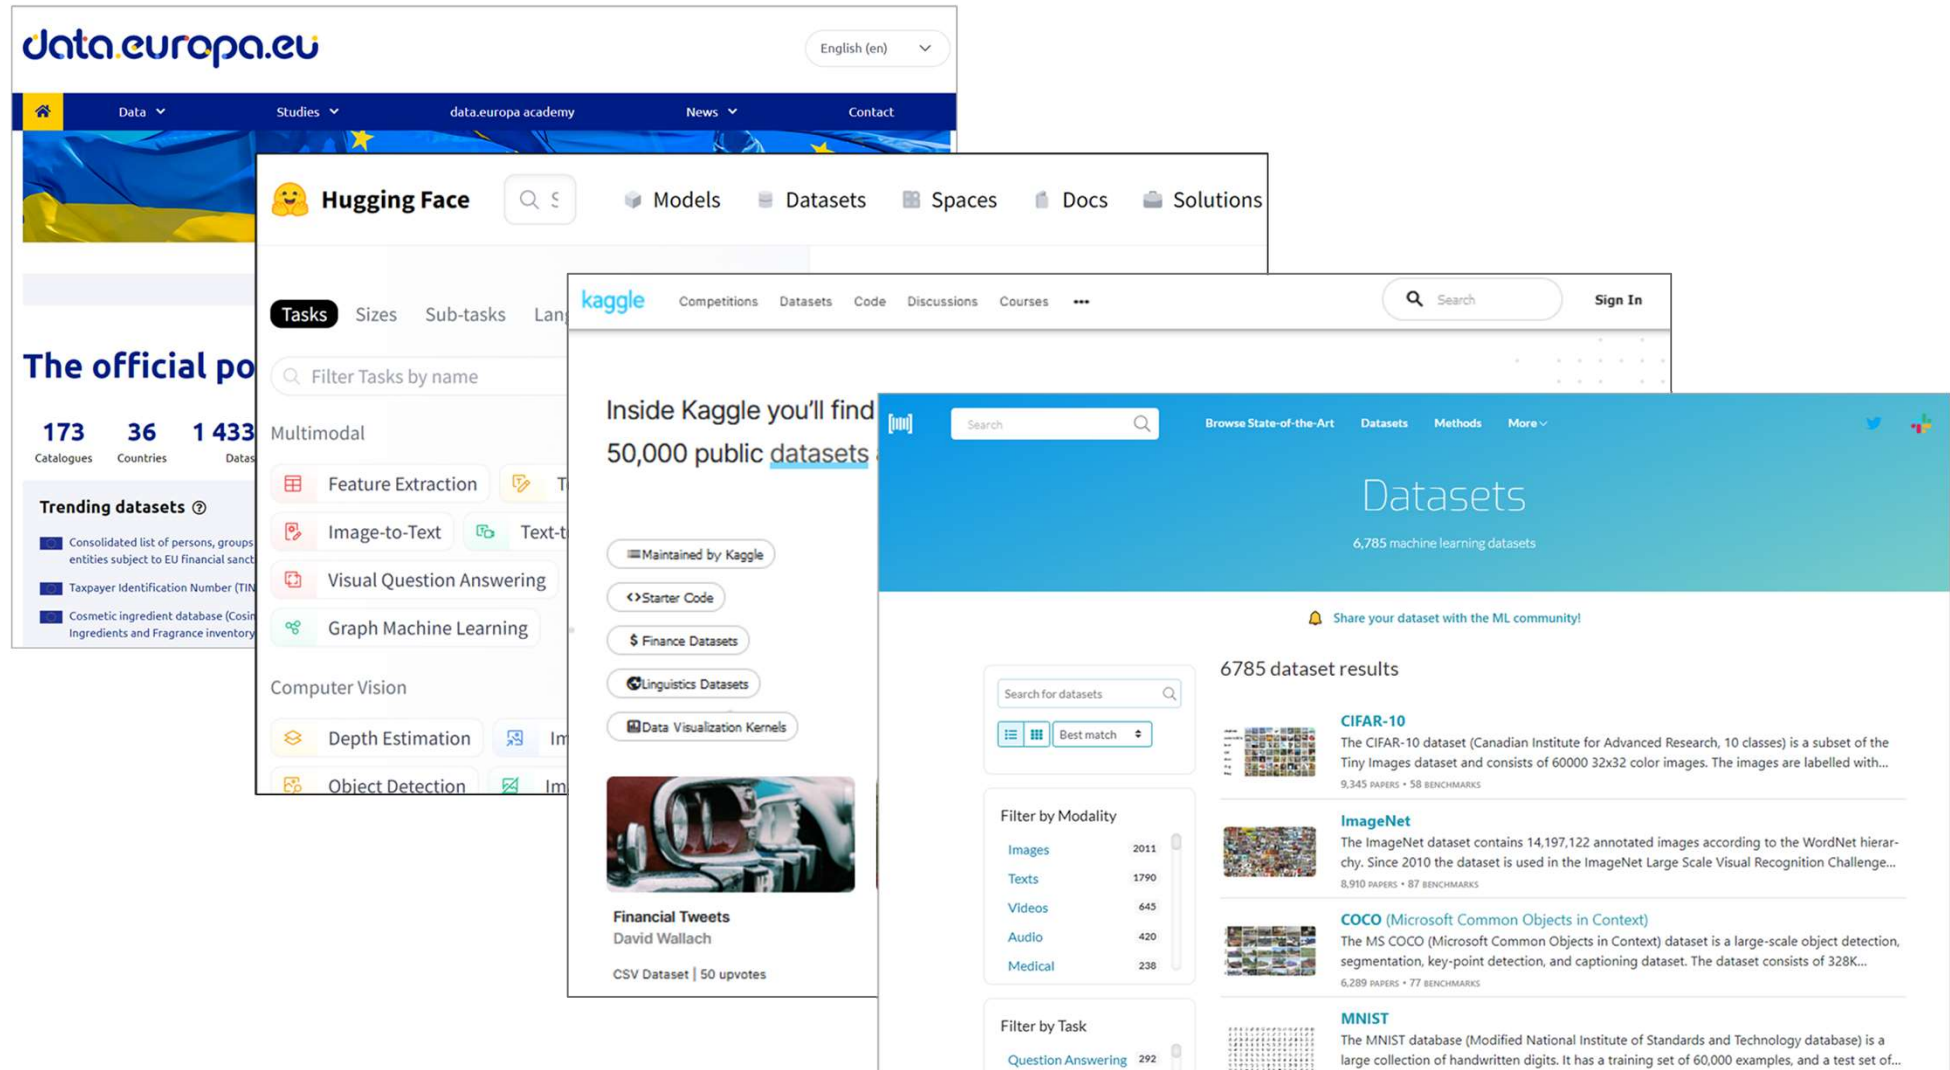 data.europa.eu
English (en)
Data
Studies
data.europa academy
News
Contact
The official po
173
36
1 433
Catalogues
Countries
Datas
Trending datasets
Consolidated list of persons, groups
entities subject to EU financial sanct
Taxpayer Identification Number (TIN
Cosmetic ingredient database (Cosin
Ingredients and Fragrance inventory
Hugging Face
Models
Datasets
Spaces
Docs
Solutions
Tasks
Sizes
Sub-tasks
Lan
Filter Tasks by name
Multimodal
Feature Extraction
Image-to-Text
Text-t
Visual Question Answering
Graph Machine Learning
Computer Vision
Depth Estimation
Im
Object Detection
Im
kaggle
Competitions
Datasets
Code
Discussions
Courses
•••
Search
Sign In
Inside Kaggle you'll find
50,000 public datasets
Maintained by Kaggle
<>Starter Code
$ Finance Datasets
Linguistics Datasets
Data Visualization Kernels
Financial Tweets
David Wallach
CSV Dataset | 50 upvotes
Search
Browse State-of-the-Art
Datasets
Methods
More
Datasets
6,785 machine learning datasets
Share your dataset with the ML community!
Search for datasets
Best match
Filter by Modality
Images 2011
Texts 1790
Videos 645
Audio 420
Medical 238
Filter by Task
Question Answering 292
6785 dataset results
CIFAR-10
The CIFAR-10 dataset (Canadian Institute for Advanced Research, 10 classes) is a subset of the
Tiny Images dataset and consists of 60000 32x32 color images. The images are labelled with...
9,345 PAPERS • 58 BENCHMARKS
ImageNet
The ImageNet dataset contains 14,197,122 annotated images according to the WordNet hierar-
chy. Since 2010 the dataset is used in the ImageNet Large Scale Visual Recognition Challenge...
8,910 PAPERS • 87 BENCHMARKS
COCO (Microsoft Common Objects in Context)
The MS COCO (Microsoft Common Objects in Context) dataset is a large-scale object detection,
segmentation, key-point detection, and captioning dataset. The dataset consists of 328K...
6,289 PAPERS • 77 BENCHMARKS
MNIST
The MNIST database (Modified National Institute of Standards and Technology database) is a
large collection of handwritten digits. It has a training set of 60,000 examples, and a test set of...